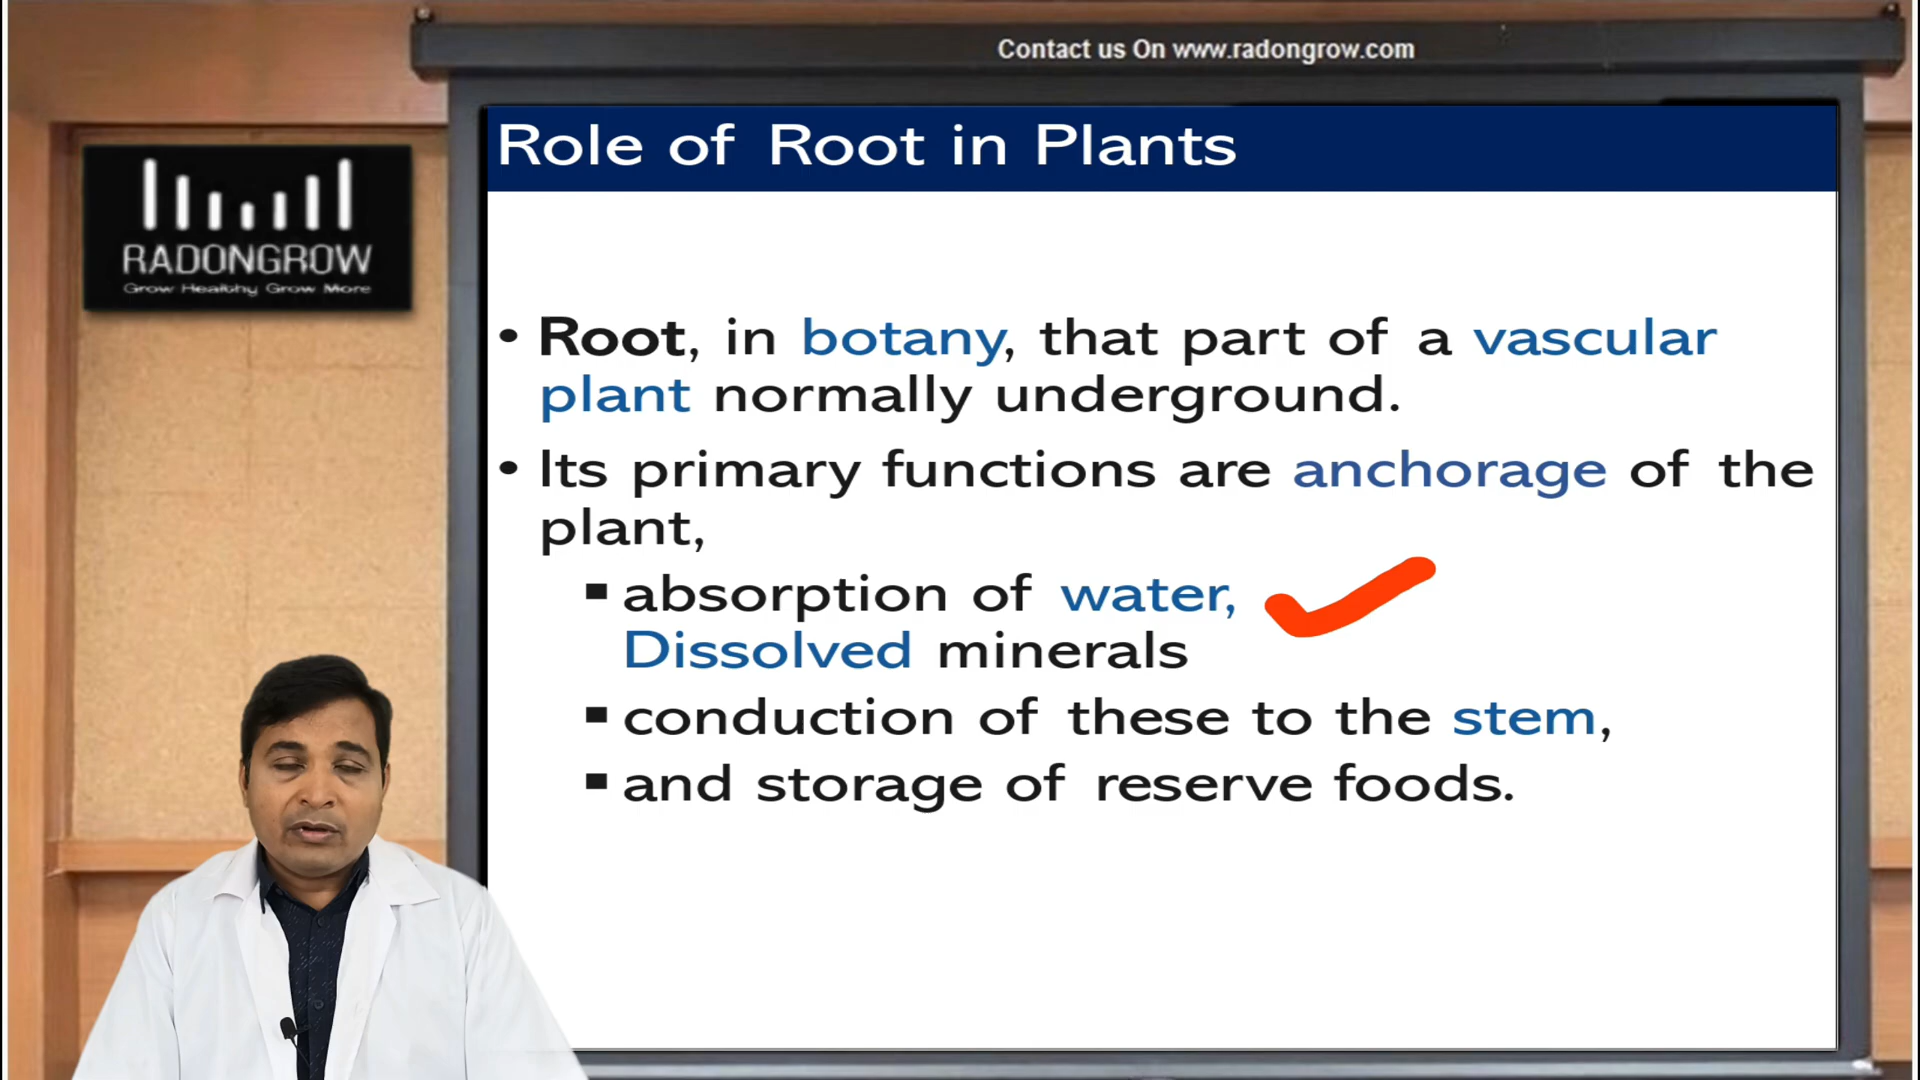 Contact us On www.radongrow.com
Role of Root in Plants
RADONGROW
Grow Healthy Grow More
• Root, in botany, that part of a vascular
plant normally underground.
• Its primary functions are anchorage of the
plant,
▪ absorption of water,
Dissolved minerals
▪ conduction of these to the stem,
▪ and storage of reserve foods.